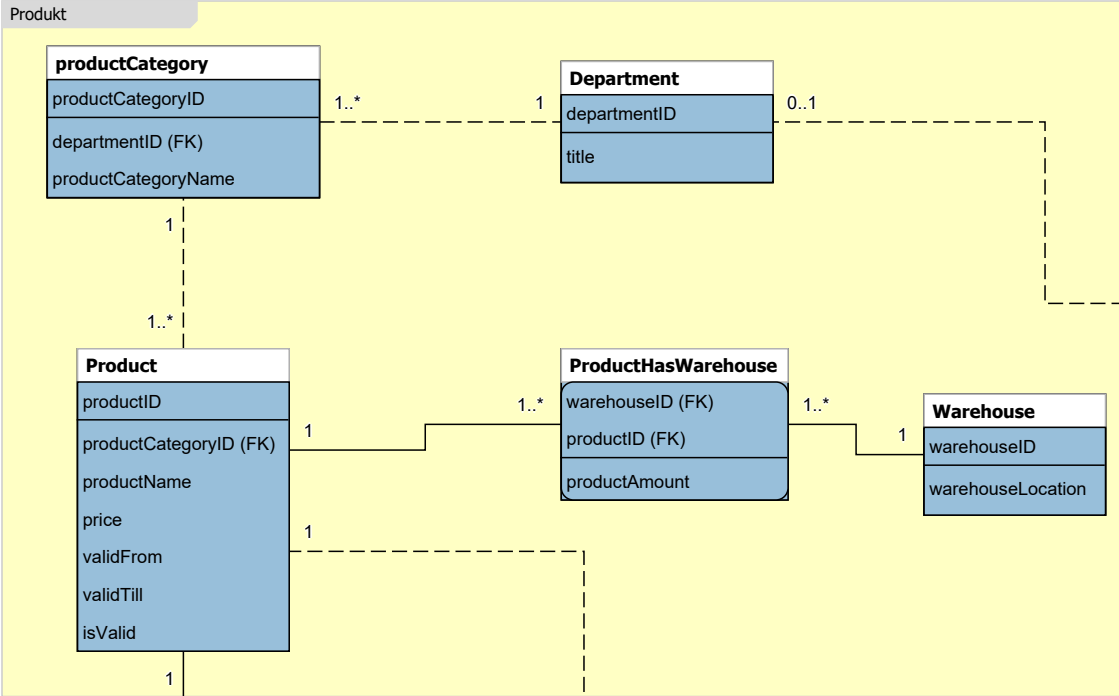 Produkt
productCategory
productCategoryID
departmentID (FK)
productCategoryName
1..*
1
Department
departmentID
title
0..1
1
1..*
Product
productID
productCategoryID (FK)
productName
price
validFrom
validTill
isValid
1
1..*
ProductHasWarehouse
warehouseID (FK)
productID (FK)
productAmount
1..*
1
Warehouse
warehouseID
warehouseLocation
1
1